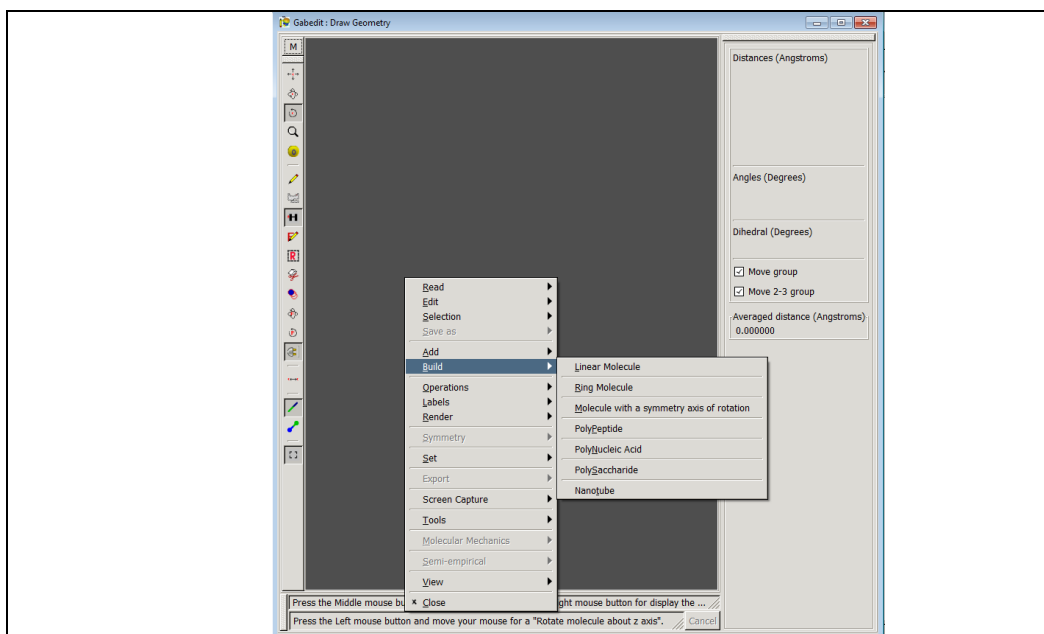 Gabedit : Draw Geometry
M
Distances (Angstroms)
Angles (Degrees)
Dihedral (Degrees)
Move group
Move 2-3 group
Averaged distance (Angstroms)
0.000000
Read
Edit
Selection
Save as
Add
Build
Operations
Labels
Render
Symmetry
Set
Export
Screen Capture
Tools
Molecular Mechanics
Semi-empirical
View
Close
Linear Molecule
Ring Molecule
Molecule with a symmetry axis of rotation
PolyPeptide
PolyNucleic Acid
PolySaccharide
Nanotube
Press the Middle mouse bu ght mouse button for display the ...
Press the Left mouse button and move your mouse for a "Rotate molecule about z axis".
Cancel